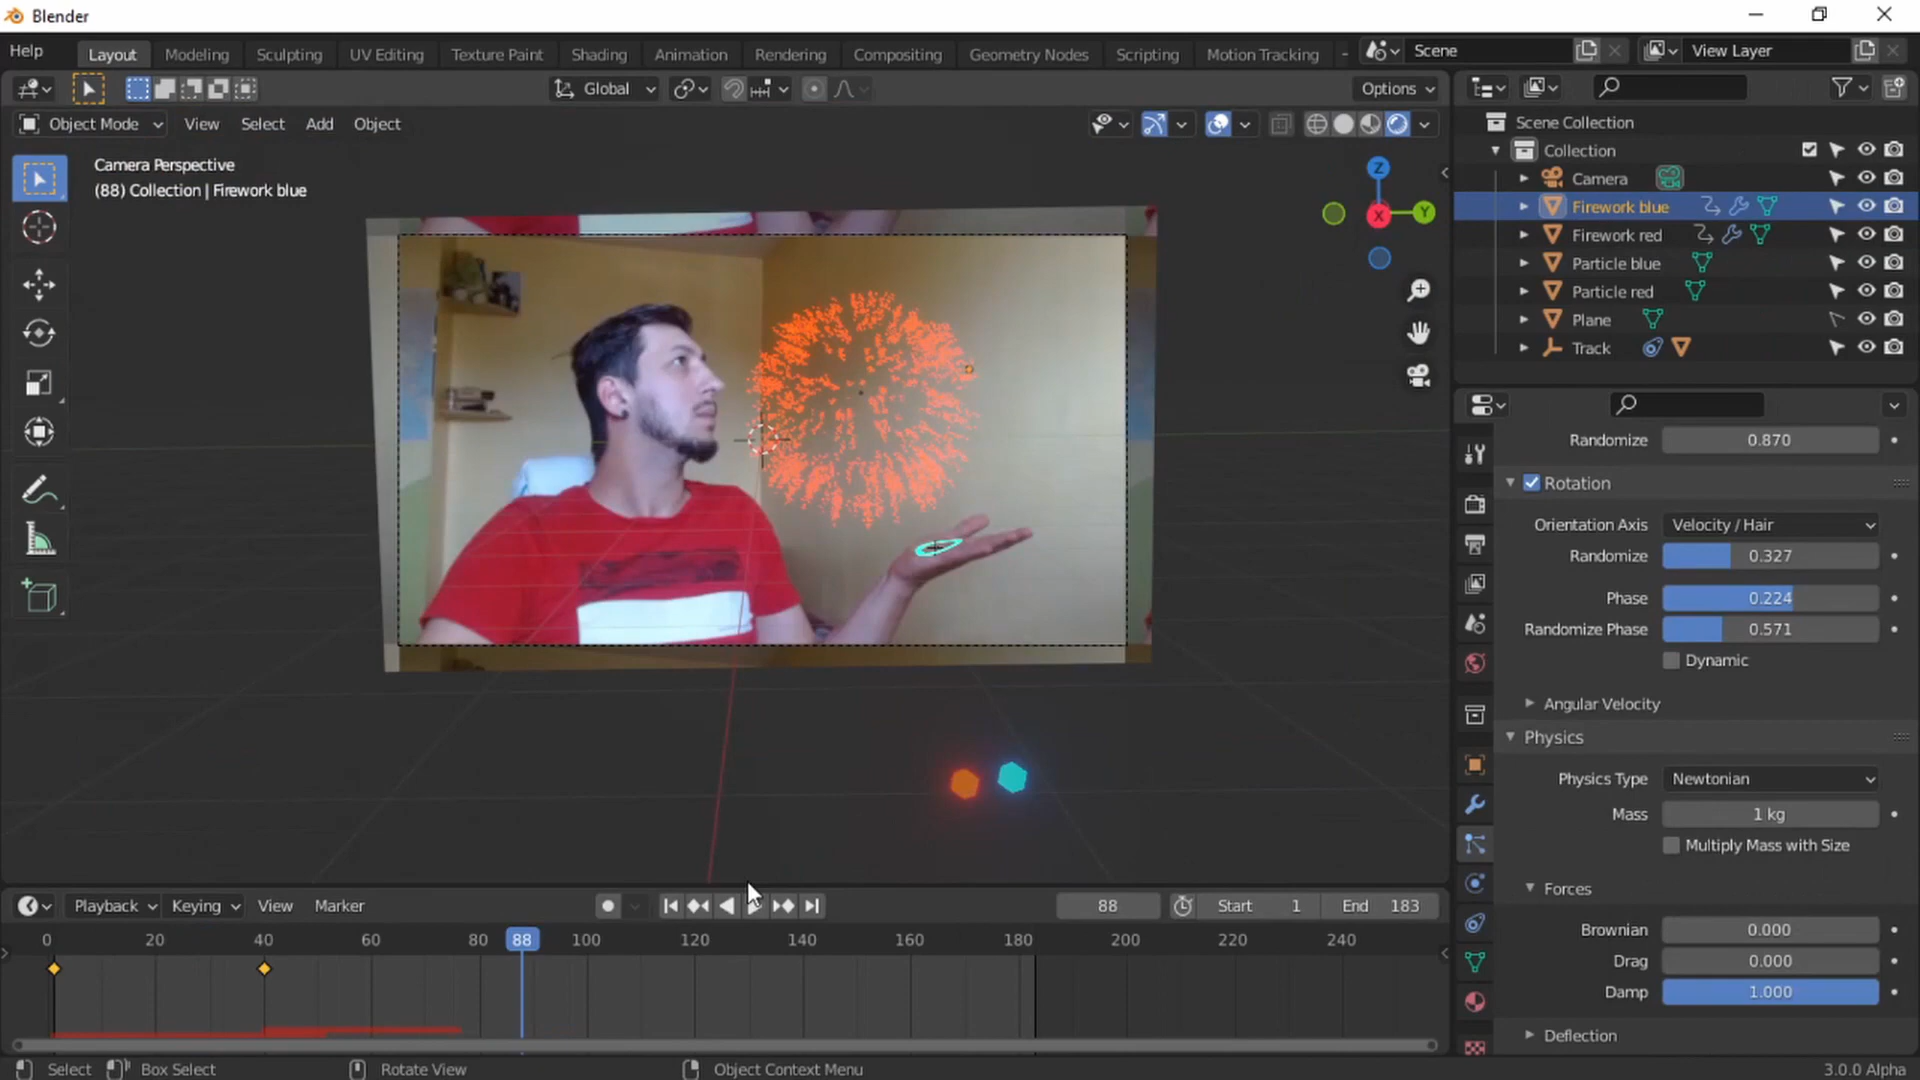 Blender
Help
Layout Modeling Sculpting UV Editing Texture Paint Shading Animation Rendering Compositing Geometry Nodes Scripting Motion Tracking
Scene
View Layer
Global
Options
Object Mode View Select Add Object
Camera Perspective
(88) Collection | Firework blue
Z
X
Y
Scene Collection
Collection
Camera
Firework blue
Firework red
Particle blue
Particle red
Plane
Track
Randomize 0.870
Rotation
Orientation Axis Velocity / Hair
Randomize 0.327
Phase 0.224
Randomize Phase 0.571
Dynamic
Angular Velocity
Physics
Physics Type Newtonian
Mass 1 kg
Multiply Mass with Size
Forces
Brownian 0.000
Drag 0.000
Damp 1.000
Deflection
Playback Keying View Marker
88 Start 1 End 183
0 20 40 60 80 88 100 120 140 160 180 200 220 240
Select Box Select Rotate View Object Context Menu 3.0.0 Alpha